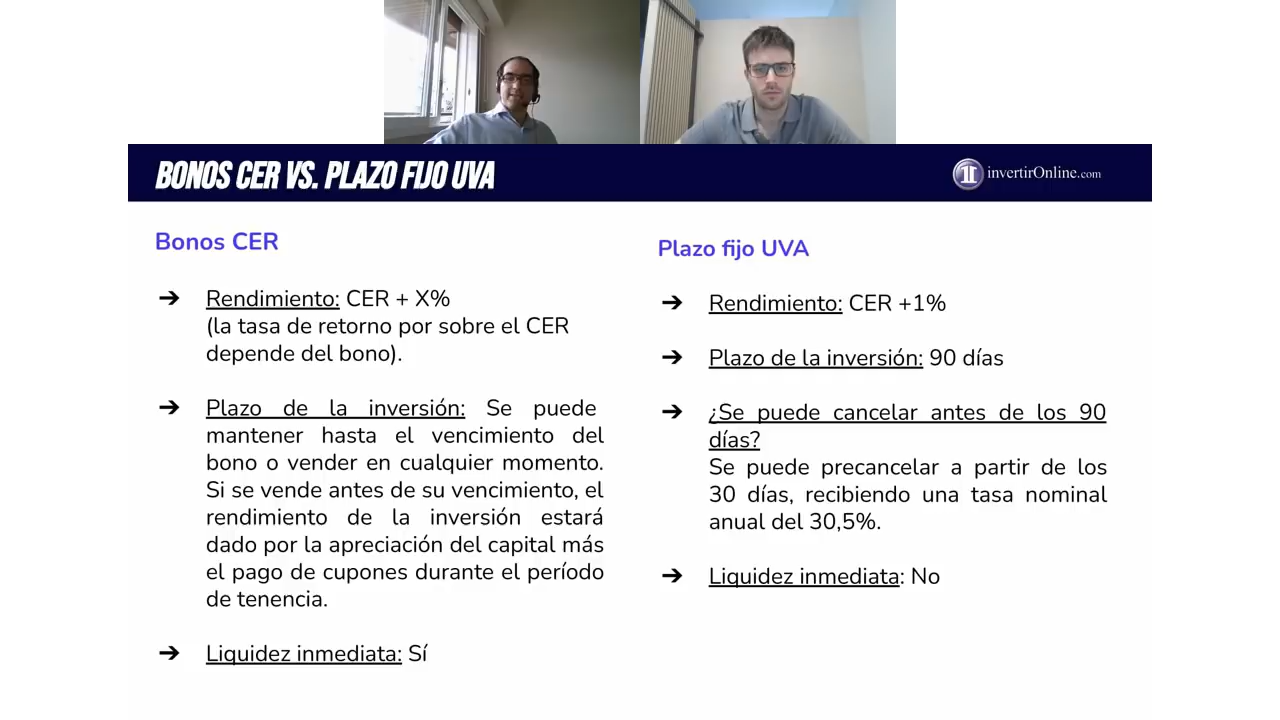 BONOS CER VS. PLAZO FIJO UVA
invertirOnline.com
Bonos CER
➔ Rendimiento: CER + X%
(la tasa de retorno por sobre el CER
depende del bono).
➔ Plazo de la inversión: Se puede
mantener hasta el vencimiento del
bono o vender en cualquier momento.
Si se vende antes de su vencimiento, el
rendimiento de la inversión estará
dado por la apreciación del capital más
el pago de cupones durante el período
de tenencia.
➔ Liquidez inmediata: Sí
Plazo fijo UVA
➔ Rendimiento: CER +1%
➔ Plazo de la inversión: 90 días
➔ ¿Se puede cancelar antes de los 90
días?
Se puede precancelar a partir de los
30 días, recibiendo una tasa nominal
anual del 30,5%.
➔ Liquidez inmediata: No